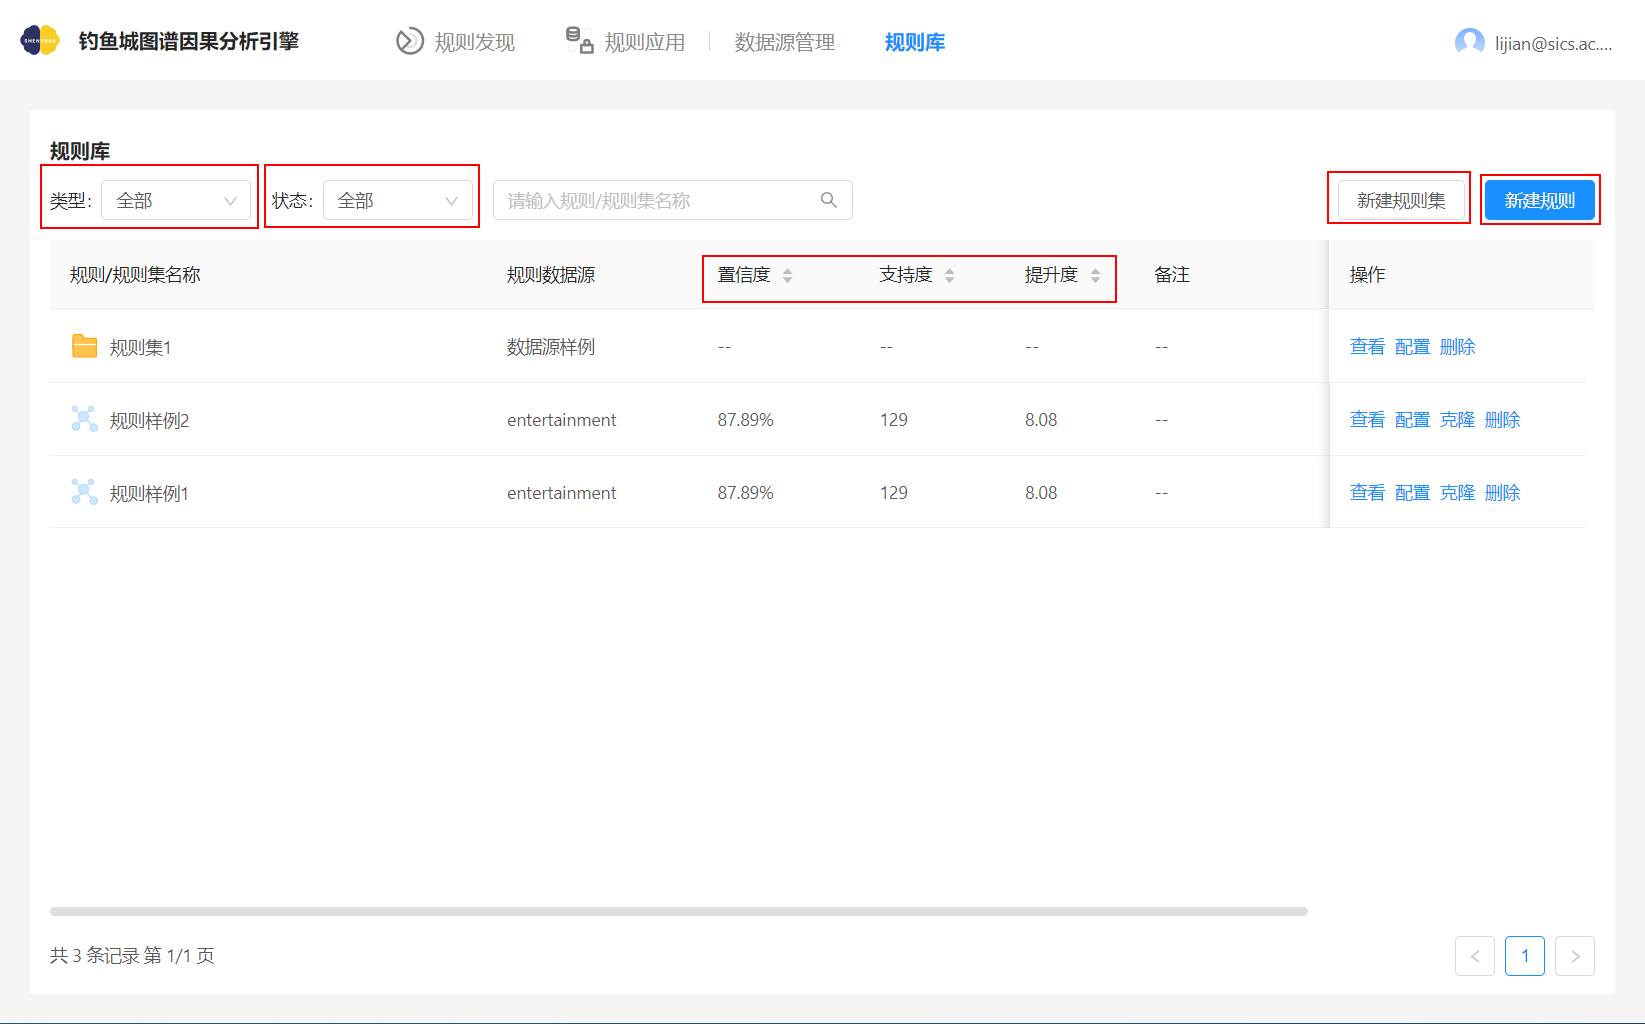 钓鱼城图谱因果分析引擎 规则发现 规则应用 数据源管理 规则库 lijian@sics.ac....
规则库
类型: 全部 状态: 全部 请输入规则/规则集名称 新建规则集 新建规则
规则/规则集名称 规则数据源 置信度 支持度 提升度 备注 操作
规则集1 数据源样例 -- -- -- -- 查看 配置 删除
规则样例2 entertainment 87.89% 129 8.08 -- 查看 配置 克隆 删除
规则样例1 entertainment 87.89% 129 8.08 -- 查看 配置 克隆 删除
共 3 条记录 第 1/1 页 < 1 >